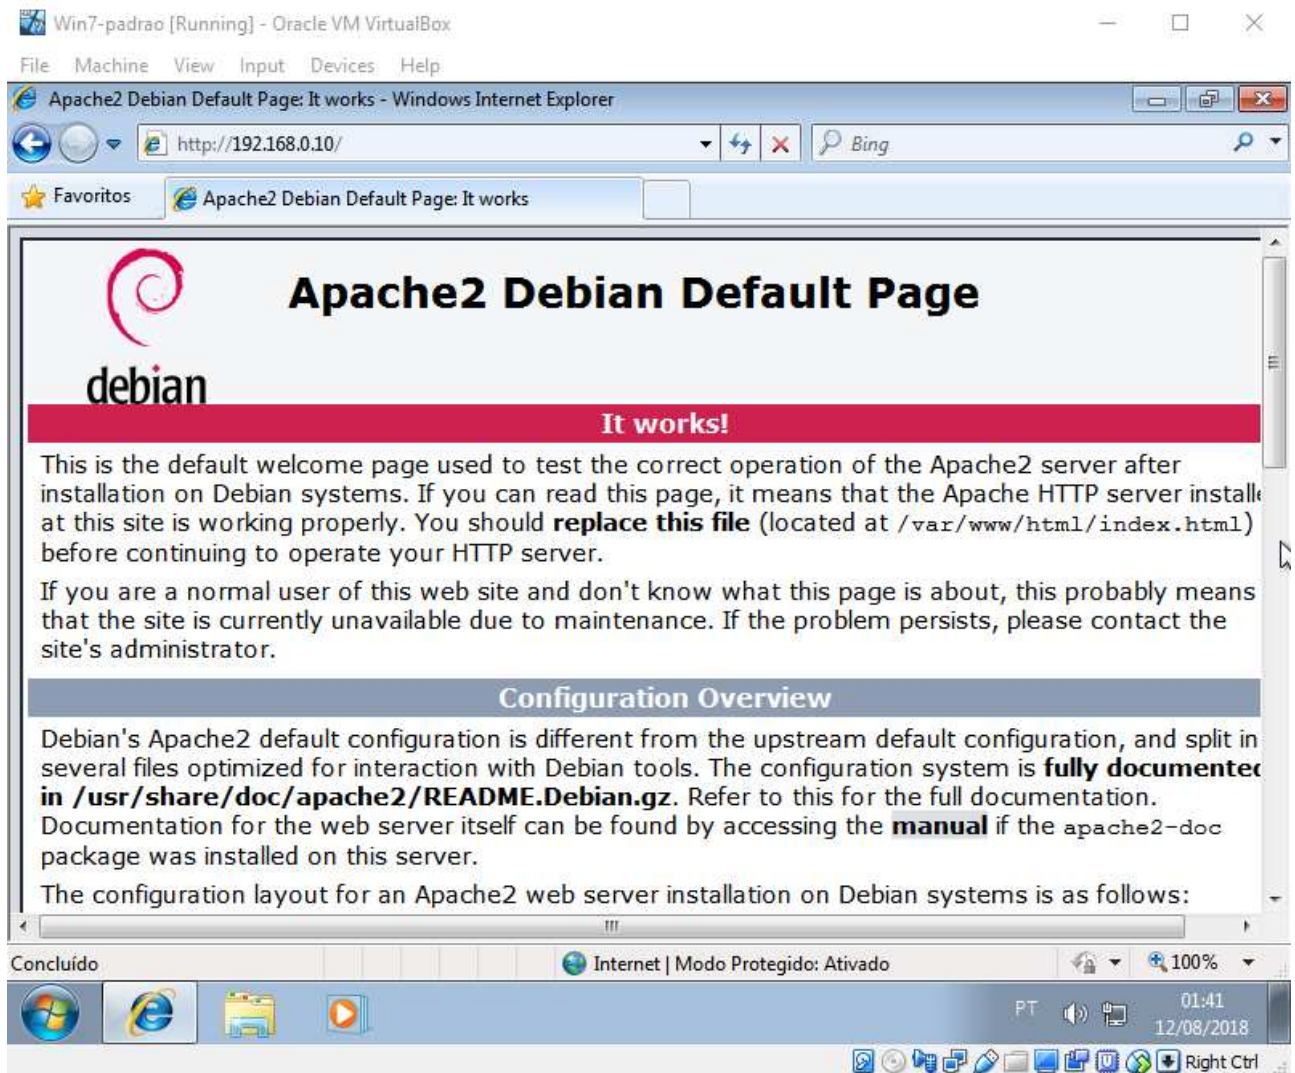 Win7-padrao [Running] - Oracle VM VirtualBox
File Machine View Input Devices Help
Apache2 Debian Default Page: It works - Windows Internet Explorer
http://192.168.0.10/
Bing
Favoritos
Apache2 Debian Default Page: It works
debian
Apache2 Debian Default Page
It works!
This is the default welcome page used to test the correct operation of the Apache2 server after
installation on Debian systems. If you can read this page, it means that the Apache HTTP server installe
at this site is working properly. You should replace this file (located at /var/www/html/index.html)
before continuing to operate your HTTP server.
If you are a normal user of this web site and don't know what this page is about, this probably means
that the site is currently unavailable due to maintenance. If the problem persists, please contact the
site's administrator.
Configuration Overview
Debian's Apache2 default configuration is different from the upstream default configuration, and split in
several files optimized for interaction with Debian tools. The configuration system is fully documented
in /usr/share/doc/apache2/README.Debian.gz. Refer to this for the full documentation.
Documentation for the web server itself can be found by accessing the manual if the apache2-doc
package was installed on this server.
The configuration layout for an Apache2 web server installation on Debian systems is as follows:
Concluído
Internet | Modo Protegido: Ativado
100%
PT
01:41
12/08/2018
Right Ctrl